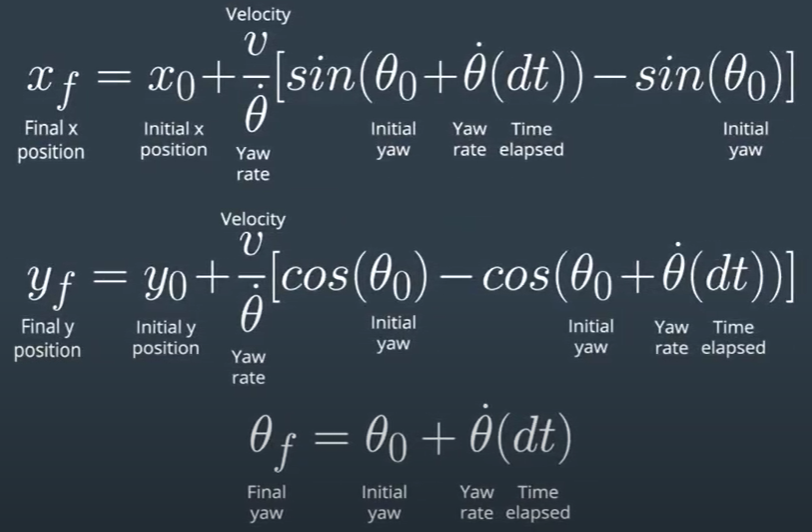 Velocity
x_f = x_0 + v/θ̇ [sin(θ_0 + θ̇(dt)) − sin(θ_0)]
Final x position Initial x position Yaw rate Initial yaw Yaw rate Time elapsed Initial yaw
Velocity
y_f = y_0 + v/θ̇ [cos(θ_0) − cos(θ_0 + θ̇(dt))]
Final y position Initial y position Yaw rate Initial yaw Initial yaw Yaw rate Time elapsed
θ_f = θ_0 + θ̇(dt)
Final yaw Initial yaw Yaw rate Time elapsed